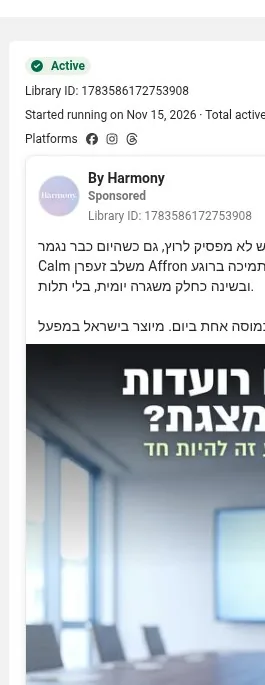 Active
Library ID: 1783586172753908
Started running on Nov 15, 2026 · Total active
Platforms
Harmony.
By Harmony
Sponsored
Library ID: 1783586172753908
לא מפסיק לרוץ, גם כשהיום כבר נגמר
Calm משלב זעפרן Affron תמיכה ברוגע
ובשינה כחלק משגרה יומית, בלי תלות.
כמוסה אחת ביום. מיוצר בישראל במפעל
רועדות
מצגת?
זה להיות חד